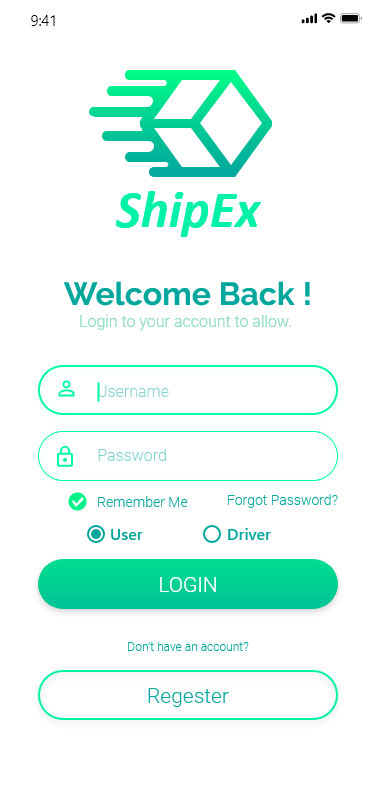 9:41
ShipEx
Welcome Back !
Login to your account to allow.
Username
Password
Remember Me
Forgot Password?
User
Driver
LOGIN
Don't have an account?
Regester